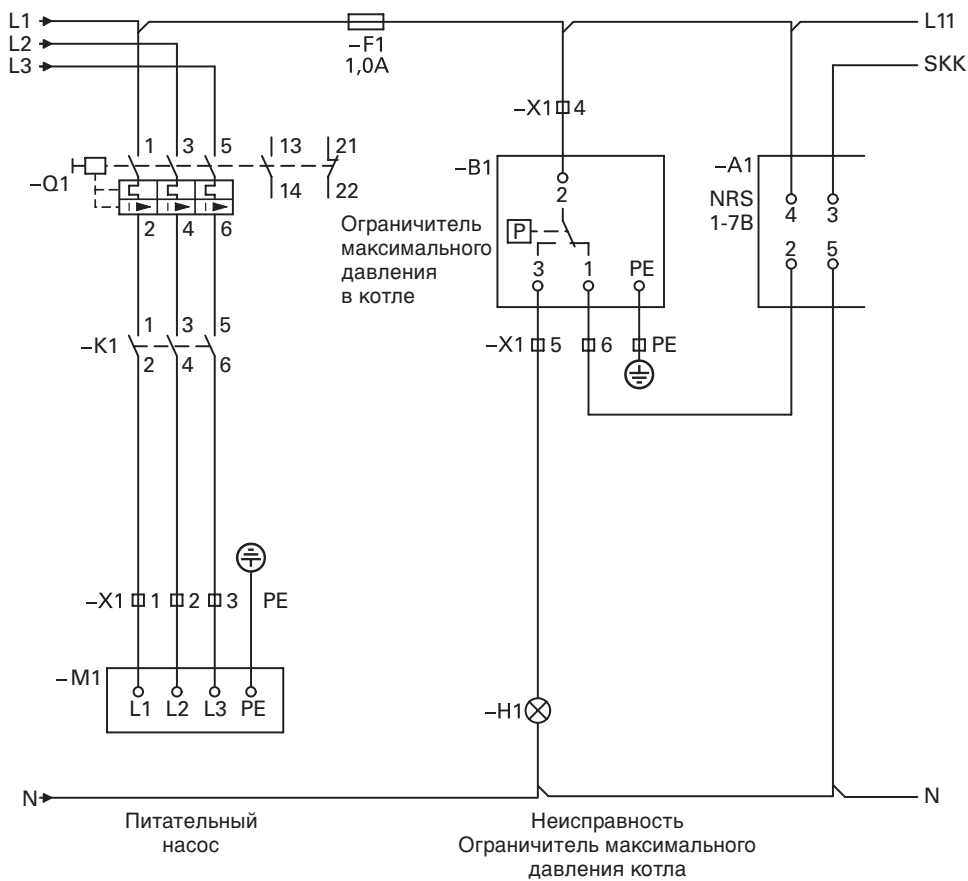 L1
L2
L3
–F1
1,0A
L11
SKK
–X1 4
1 3 5 13 21
–Q1
14 22
2 4 6
–B1
2
P
3 1 PE
–A1
NRS
1-7B
4 3
2 5
Ограничитель
максимального
давления
в котле
1 3 5
–K1
2 4 6
–X1 5 6 PE
–X1 1 2 3 PE
–M1
L1 L2 L3 PE
–H1
N
N
Питательный
насос
Неисправность
Ограничитель максимального
давления котла